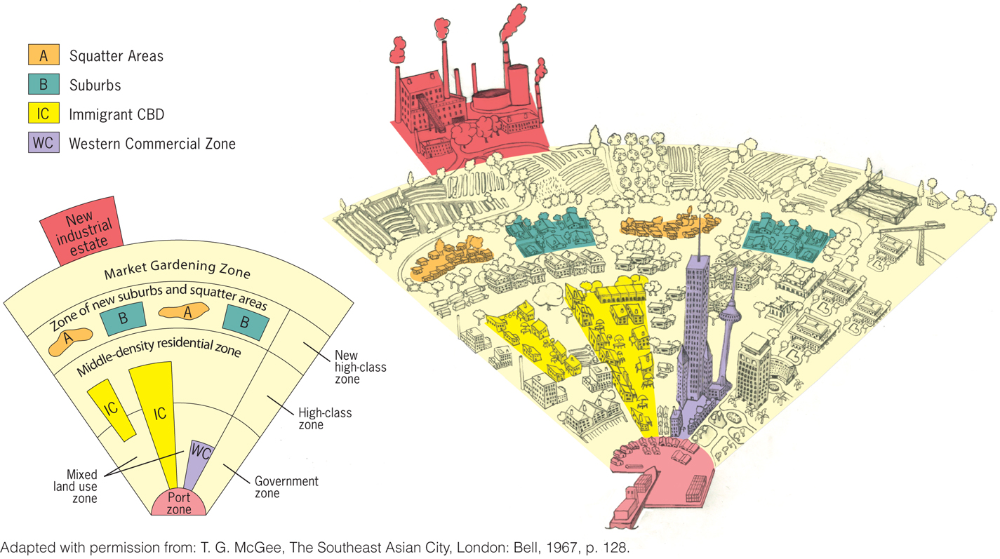 A Squatter Areas
B Suburbs
IC Immigrant CBD
WC Western Commercial Zone
New
industrial
estate
Market Gardening Zone
Zone of new suburbs and squatter areas
A
B
A
B
Middle-density residential zone
IC
IC
WC
New
high-class
zone
High-class
zone
Mixed
land use
zone
Government
zone
Port
zone
Adapted with permission from: T. G. McGee, The Southeast Asian City, London: Bell, 1967, p. 128.